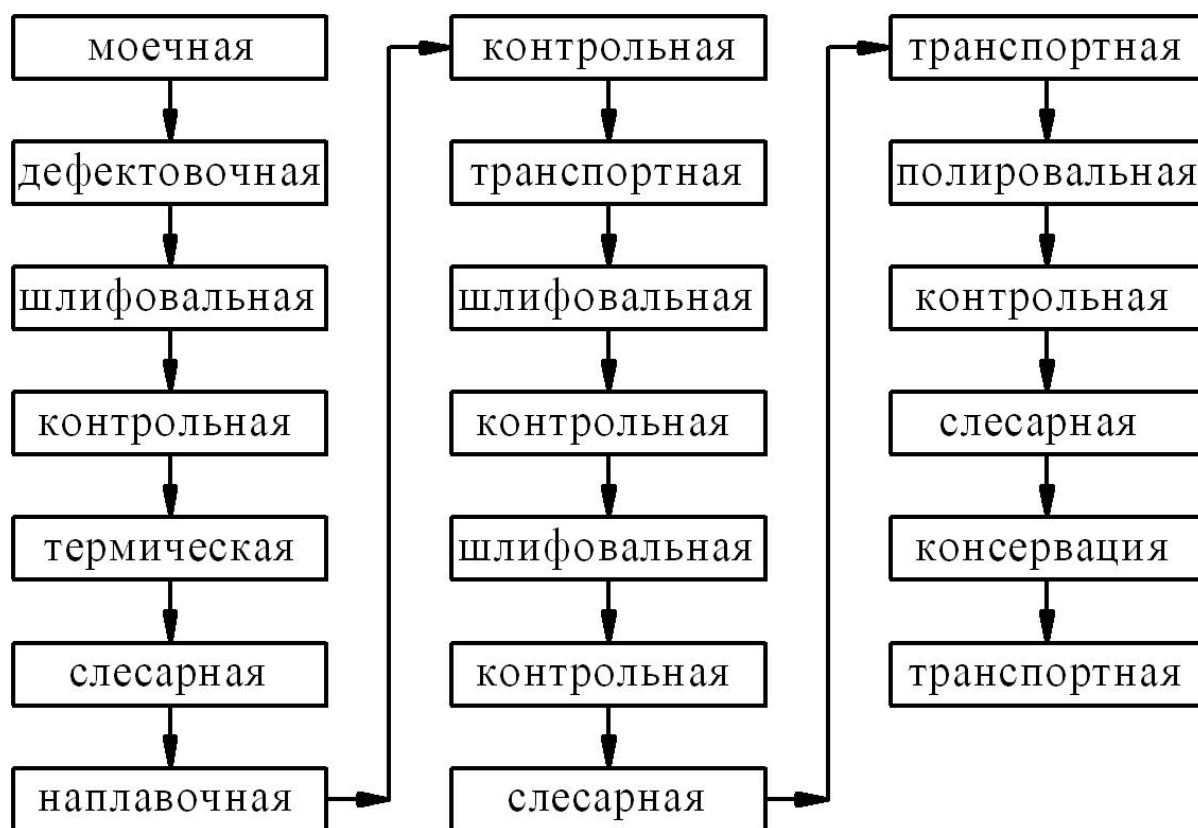 моечная
дефектовочная
шлифовальная
контрольная
термическая
слесарная
наплавочная
контрольная
транспортная
шлифовальная
контрольная
шлифовальная
контрольная
слесарная
транспортная
полировальная
контрольная
слесарная
консервация
транспортная